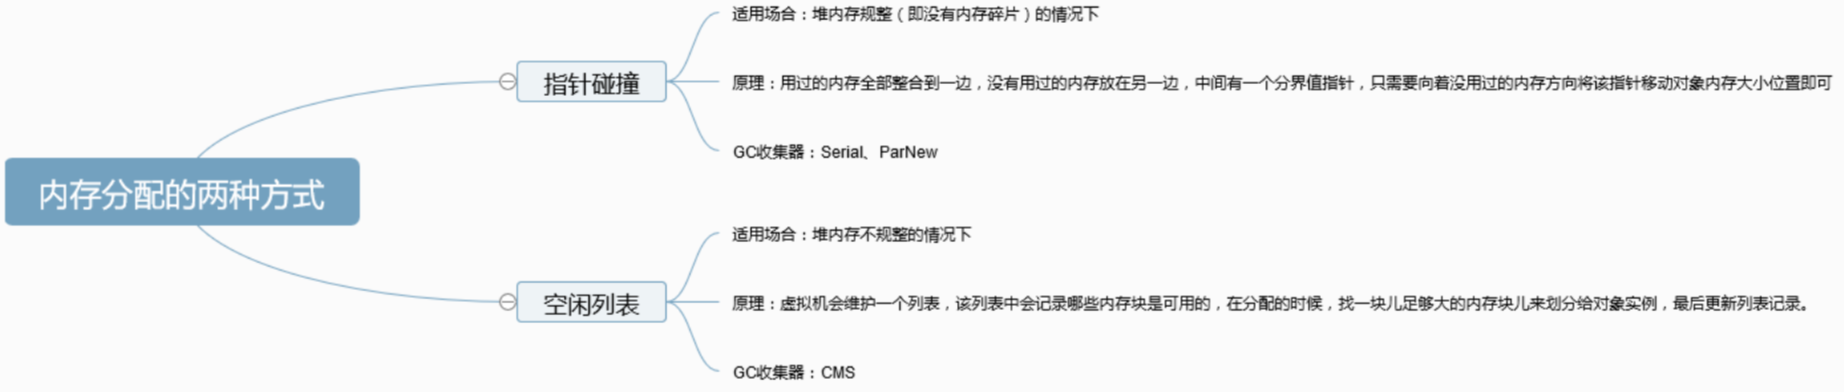 内存分配的两种方式
指针碰撞
适用场合：堆内存规整（即没有内存碎片）的情况下
原理：用过的内存全部整合到一边，没有用过的内存放在另一边，中间有一个分界值指针，只需要向着没用过的内存方向将该指针移动对象内存大小位置即可
GC收集器：Serial、ParNew
空闲列表
适用场合：堆内存不规整的情况下
原理：虚拟机会维护一个列表，该列表中会记录哪些内存块是可用的，在分配的时候，找一块儿足够大的内存块儿来划分给对象实例，最后更新列表记录。
GC收集器：CMS